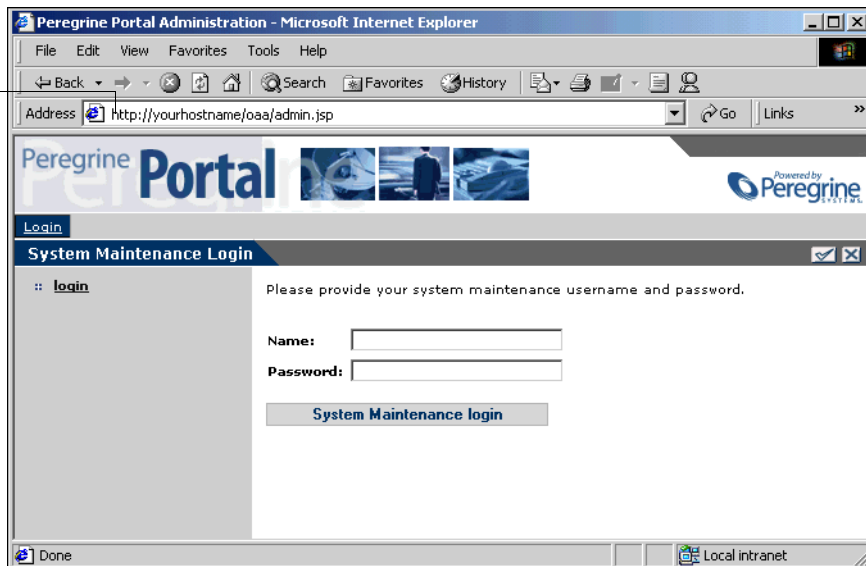 Peregrine Portal Administration - Microsoft Internet Explorer
File Edit View Favorites Tools Help
Back Search Favorites History
Address http://yourhostname/oaa/admin.jsp Go Links »
Peregrine Portal
Peregrine
Powered by
Peregrine
SYSTEMS
Login
System Maintenance Login
:: login
Please provide your system maintenance username and password.
Name:
Password:
System Maintenance login
Done Local intranet